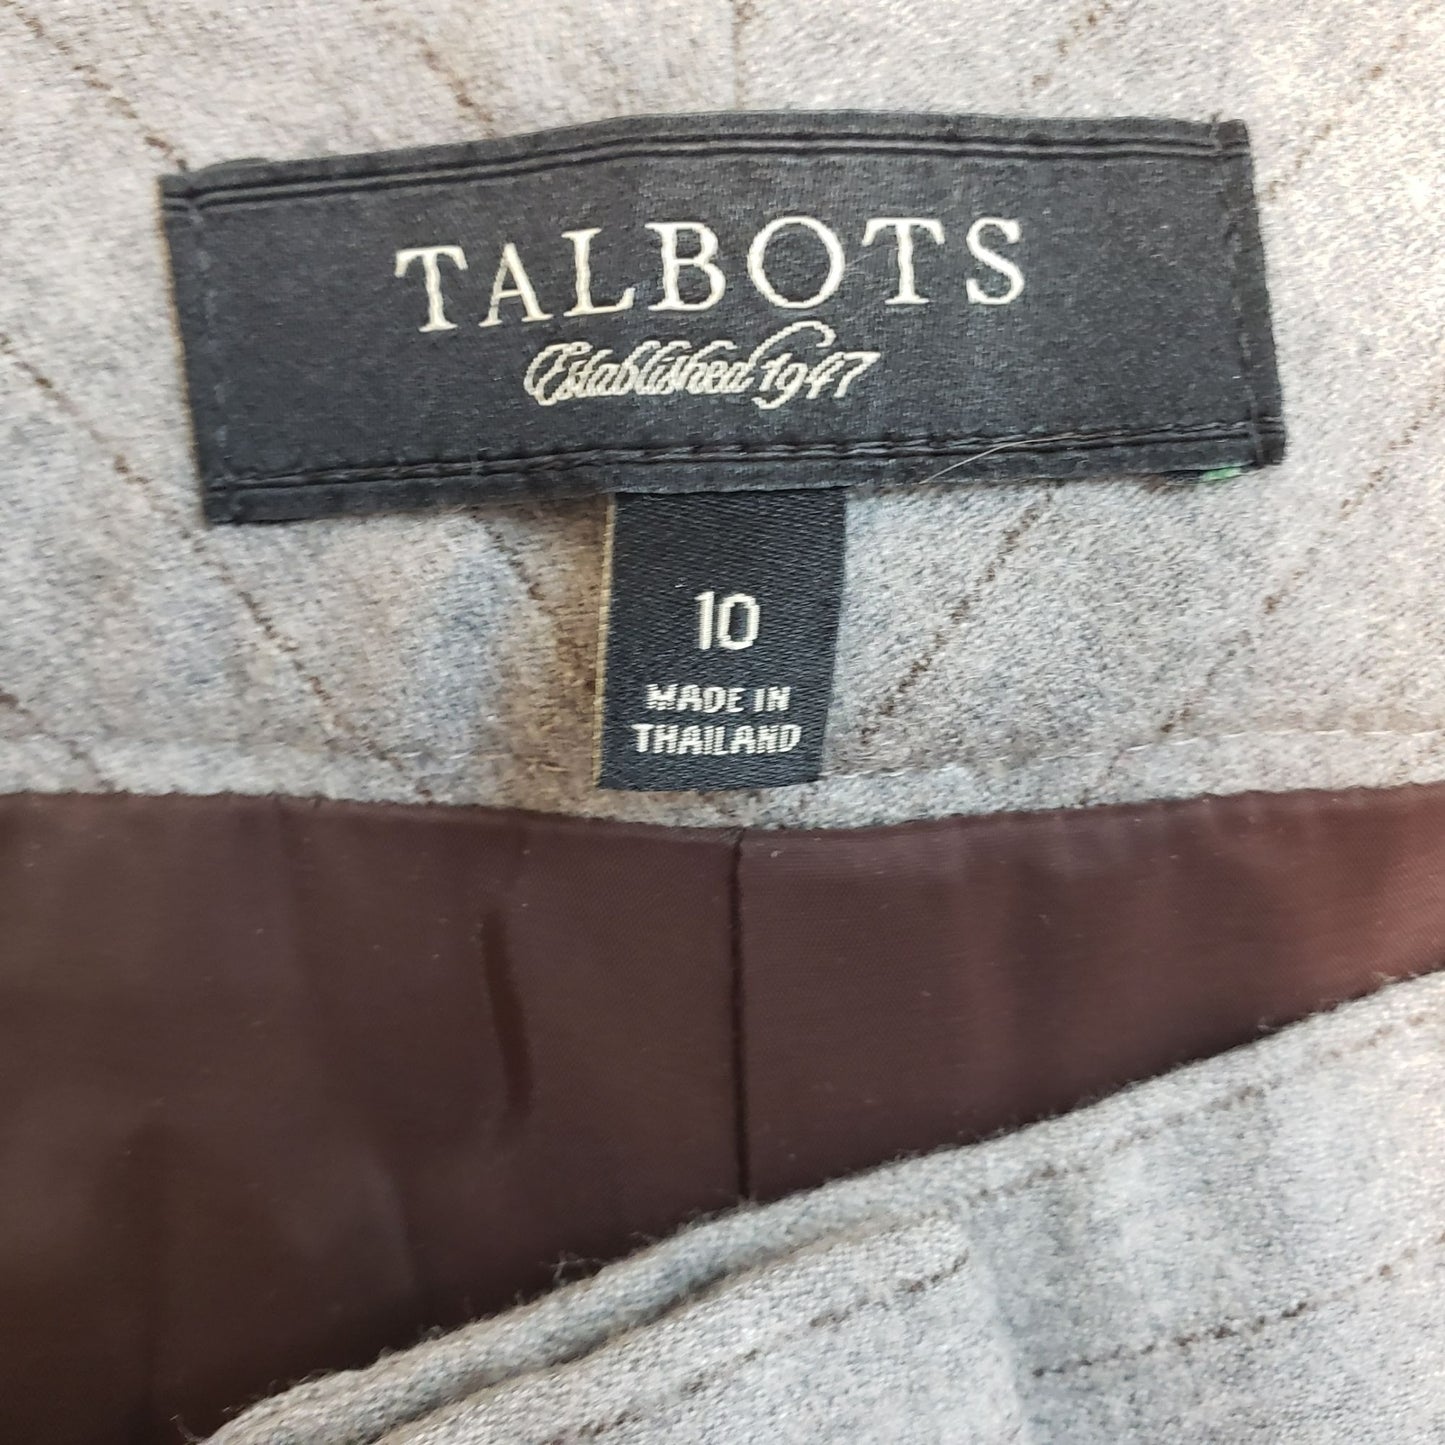 TALBOTS
Established 1947
10
MADE IN
THAILAND